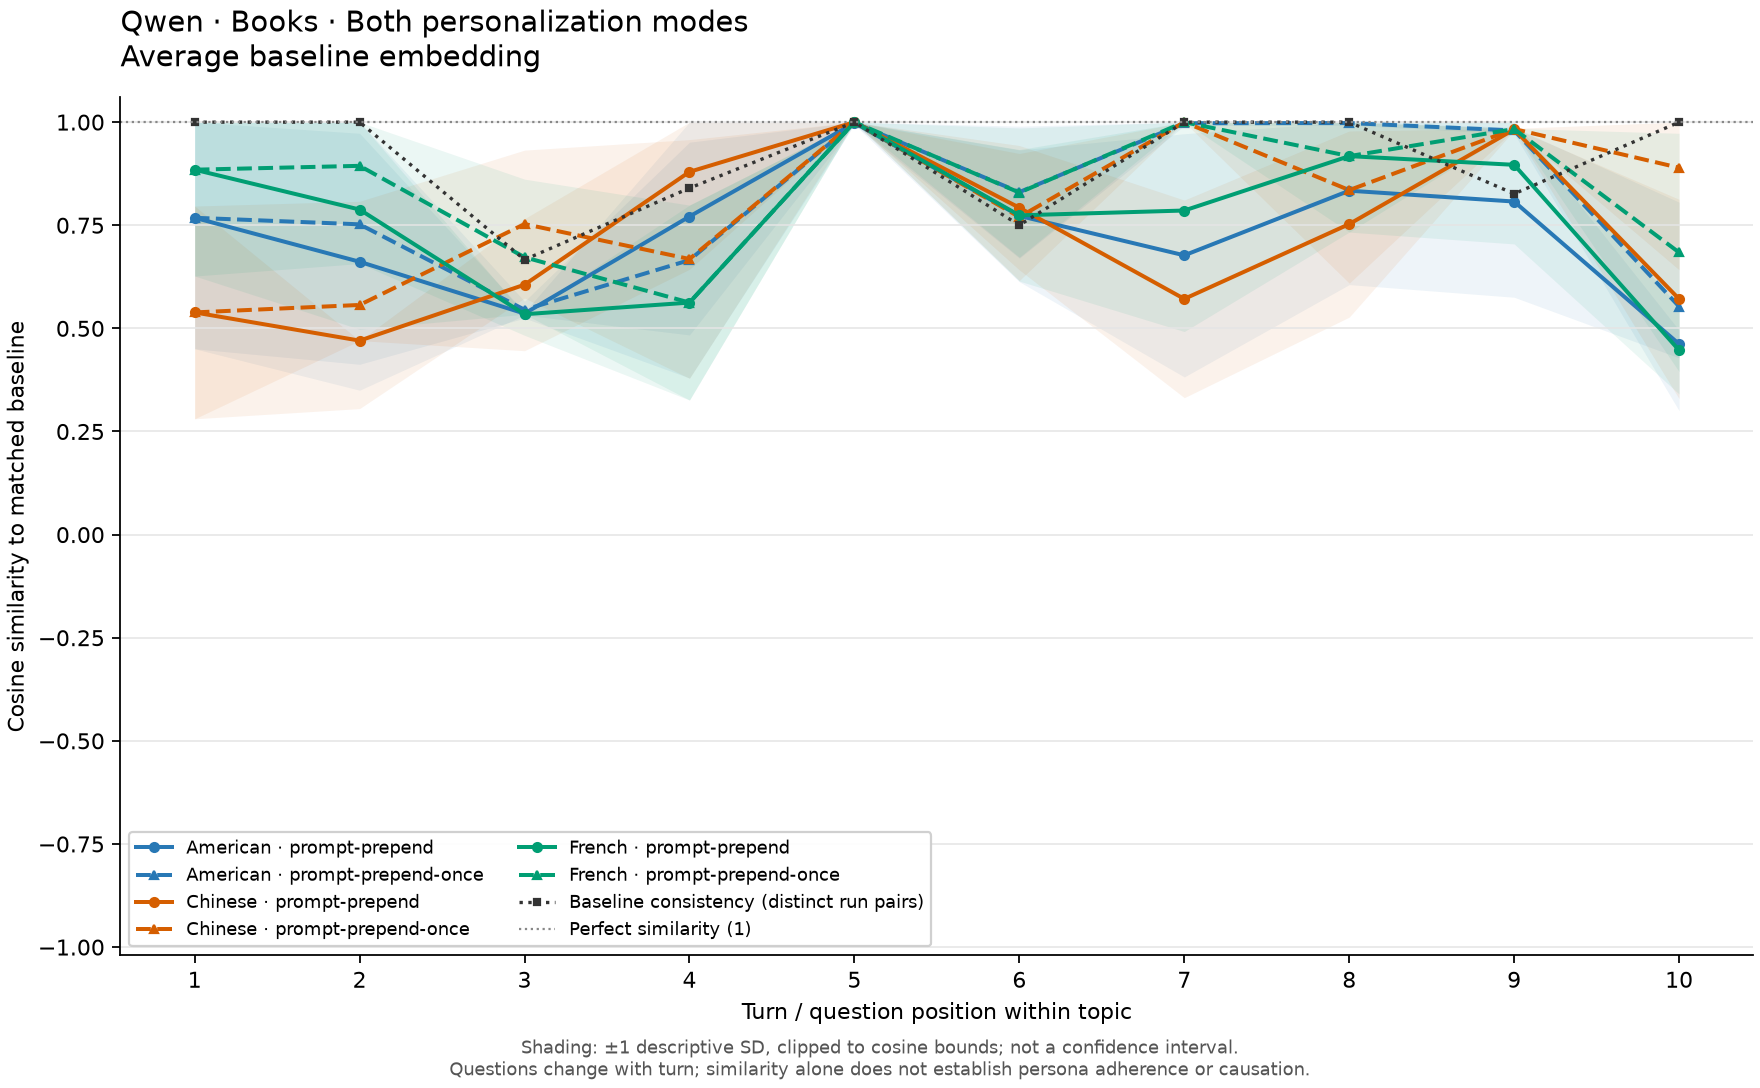 Qwen · Books · Both personalization modes
Average baseline embedding
Cosine similarity to matched baseline
1.00
0.75
0.50
0.25
0.00
−0.25
−0.50
−0.75
−1.00
American · prompt-prepend
American · prompt-prepend-once
Chinese · prompt-prepend
Chinese · prompt-prepend-once
French · prompt-prepend
French · prompt-prepend-once
Baseline consistency (distinct run pairs)
Perfect similarity (1)
1 2 3 4 5 6 7 8 9 10
Turn / question position within topic
Shading: ±1 descriptive SD, clipped to cosine bounds; not a confidence interval.
Questions change with turn; similarity alone does not establish persona adherence or causation.